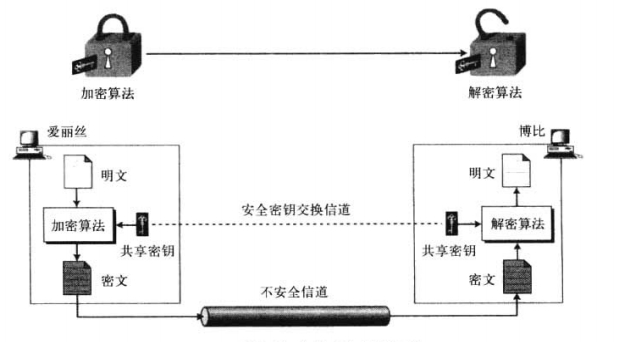 加密算法
解密算法
爱丽丝
博比
明文
明文
安全密钥交换信道
加密算法
解密算法
共享密钥
共享密钥
密文
密文
不安全信道